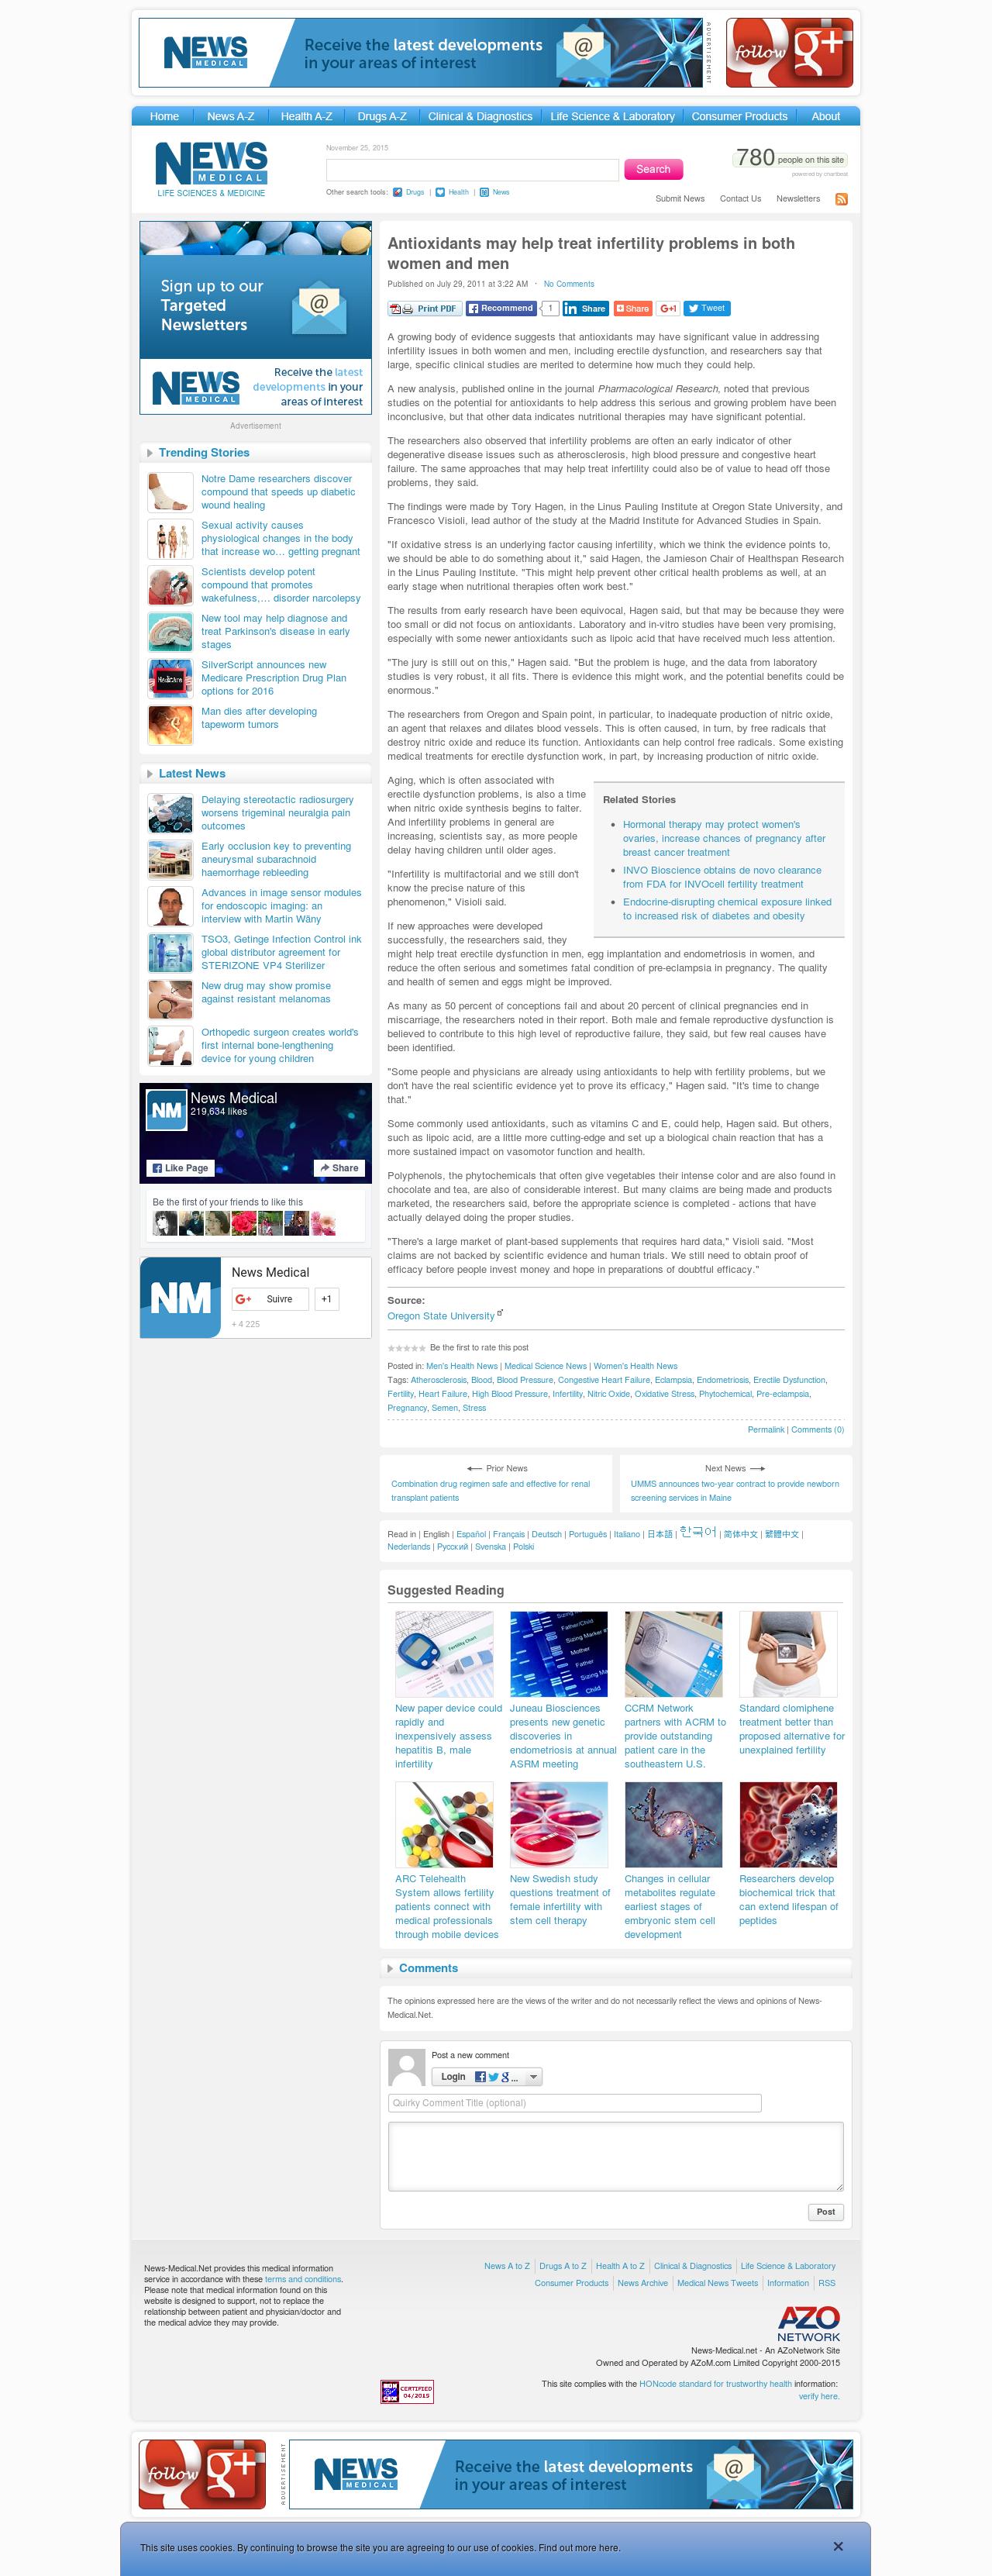 NEWS
MEDICAL
Receive the latest developments
in your areas of interest
ADVERTISEMENT
follow g+
Home
News A-Z
Health A-Z
Drugs A-Z
Clinical & Diagnostics
Life Science & Laboratory
Consumer Products
About
NEWS
MEDICAL
LIFE SCIENCES & MEDICINE
November 25, 2015
Search
Other search tools: Drugs | Health | News
780 people on this site
powered by chartbeat
Submit News Contact Us Newsletters
Sign up to our
Targeted
Newsletters
NEWS
MEDICAL
Receive the latest
developments in your
areas of interest
Advertisement
Trending Stories
Notre Dame researchers discover
compound that speeds up diabetic
wound healing
Sexual activity causes
physiological changes in the body
that increase wo… getting pregnant
Scientists develop potent
compound that promotes
wakefulness,… disorder narcolepsy
New tool may help diagnose and
treat Parkinson's disease in early
stages
SilverScript announces new
Medicare Prescription Drug Plan
options for 2016
Man dies after developing
tapeworm tumors
Latest News
Delaying stereotactic radiosurgery
worsens trigeminal neuralgia pain
outcomes
Early occlusion key to preventing
aneurysmal subarachnoid
haemorrhage rebleeding
Advances in image sensor modules
for endoscopic imaging: an
interview with Martin Wäny
TSO3, Getinge Infection Control ink
global distributor agreement for
STERIZONE VP4 Sterilizer
New drug may show promise
against resistant melanomas
Orthopedic surgeon creates world's
first internal bone-lengthening
device for young children
NM
News Medical
219,634 likes
Like Page
Share
Be the first of your friends to like this
NM
News Medical
G+ Suivre
+1
+ 4 225
Antioxidants may help treat infertility problems in both
women and men
Published on July 29, 2011 at 3:22 AM · No Comments
Print PDF Recommend 1 in Share Share G+1 Tweet
A growing body of evidence suggests that antioxidants may have significant value in addressing
infertility issues in both women and men, including erectile dysfunction, and researchers say that
large, specific clinical studies are merited to determine how much they could help.
A new analysis, published online in the journal Pharmacological Research, noted that previous
studies on the potential for antioxidants to help address this serious and growing problem have been
inconclusive, but that other data indicates nutritional therapies may have significant potential.
The researchers also observed that infertility problems are often an early indicator of other
degenerative disease issues such as atherosclerosis, high blood pressure and congestive heart
failure. The same approaches that may help treat infertility could also be of value to head off those
problems, they said.
The findings were made by Tory Hagen, in the Linus Pauling Institute at Oregon State University, and
Francesco Visioli, lead author of the study at the Madrid Institute for Advanced Studies in Spain.
"If oxidative stress is an underlying factor causing infertility, which we think the evidence points to,
we should be able to do something about it," said Hagen, the Jamieson Chair of Healthspan Research
in the Linus Pauling Institute. "This might help prevent other critical health problems as well, at an
early stage when nutritional therapies often work best."
The results from early research have been equivocal, Hagen said, but that may be because they were
too small or did not focus on antioxidants. Laboratory and in-vitro studies have been very promising,
especially with some newer antioxidants such as lipoic acid that have received much less attention.
"The jury is still out on this," Hagen said. "But the problem is huge, and the data from laboratory
studies is very robust, it all fits. There is evidence this might work, and the potential benefits could be
enormous."
The researchers from Oregon and Spain point, in particular, to inadequate production of nitric oxide,
an agent that relaxes and dilates blood vessels. This is often caused, in turn, by free radicals that
destroy nitric oxide and reduce its function. Antioxidants can help control free radicals. Some existing
medical treatments for erectile dysfunction work, in part, by increasing production of nitric oxide.
Aging, which is often associated with
erectile dysfunction problems, is also a time
when nitric oxide synthesis begins to falter.
And infertility problems in general are
increasing, scientists say, as more people
delay having children until older ages.
"Infertility is multifactorial and we still don't
know the precise nature of this
phenomenon," Visioli said.
If new approaches were developed
successfully, the researchers said, they
might help treat erectile dysfunction in men, egg implantation and endometriosis in women, and
reduce the often serious and sometimes fatal condition of pre-eclampsia in pregnancy. The quality
and health of semen and eggs might be improved.
Related Stories
Hormonal therapy may protect women's
ovaries, increase chances of pregnancy after
breast cancer treatment
INVO Bioscience obtains de novo clearance
from FDA for INVOcell fertility treatment
Endocrine-disrupting chemical exposure linked
to increased risk of diabetes and obesity
As many as 50 percent of conceptions fail and about 20 percent of clinical pregnancies end in
miscarriage, the researchers noted in their report. Both male and female reproductive dysfunction is
believed to contribute to this high level of reproductive failure, they said, but few real causes have
been identified.
"Some people and physicians are already using antioxidants to help with fertility problems, but we
don't have the real scientific evidence yet to prove its efficacy," Hagen said. "It's time to change
that."
Some commonly used antioxidants, such as vitamins C and E, could help, Hagen said. But others,
such as lipoic acid, are a little more cutting-edge and set up a biological chain reaction that has a
more sustained impact on vasomotor function and health.
Polyphenols, the phytochemicals that often give vegetables their intense color and are also found in
chocolate and tea, are also of considerable interest. But many claims are being made and products
marketed, the researchers said, before the appropriate science is completed - actions that have
actually delayed doing the proper studies.
"There's a large market of plant-based supplements that requires hard data," Visioli said. "Most
claims are not backed by scientific evidence and human trials. We still need to obtain proof of
efficacy before people invest money and hope in preparations of doubtful efficacy."
Source:
Oregon State University
Be the first to rate this post
Posted in: Men's Health News | Medical Science News | Women's Health News
Tags: Atherosclerosis, Blood, Blood Pressure, Congestive Heart Failure, Eclampsia, Endometriosis, Erectile Dysfunction,
Fertility, Heart Failure, High Blood Pressure, Infertility, Nitric Oxide, Oxidative Stress, Phytochemical, Pre-eclampsia,
Pregnancy, Semen, Stress
Permalink | Comments (0)
Prior News
Combination drug regimen safe and effective for renal
transplant patients
Next News
UMMS announces two-year contract to provide newborn
screening services in Maine
Read in | English | Español | Français | Deutsch | Português | Italiano | 日本語 | 한국어 | 简体中文 | 繁體中文 |
Nederlands | Русский | Svenska | Polski
Suggested Reading
New paper device could
rapidly and
inexpensively assess
hepatitis B, male
infertility
Juneau Biosciences
presents new genetic
discoveries in
endometriosis at annual
ASRM meeting
CCRM Network
partners with ACRM to
provide outstanding
patient care in the
southeastern U.S.
Standard clomiphene
treatment better than
proposed alternative for
unexplained fertility
ARC Telehealth
System allows fertility
patients connect with
medical professionals
through mobile devices
New Swedish study
questions treatment of
female infertility with
stem cell therapy
Changes in cellular
metabolites regulate
earliest stages of
embryonic stem cell
development
Researchers develop
biochemical trick that
can extend lifespan of
peptides
Comments
The opinions expressed here are the views of the writer and do not necessarily reflect the views and opinions of News-
Medical.Net.
Post a new comment
Login ...
Quirky Comment Title (optional)
Post
News-Medical.Net provides this medical information
service in accordance with these terms and conditions.
Please note that medical information found on this
website is designed to support, not to replace the
relationship between patient and physician/doctor and
the medical advice they may provide.
News A to Z | Drugs A to Z | Health A to Z | Clinical & Diagnostics | Life Science & Laboratory
Consumer Products | News Archive | Medical News Tweets | Information | RSS
AZO
NETWORK
News-Medical.net - An AZoNetwork Site
Owned and Operated by AZoM.com Limited Copyright 2000-2015
CERTIFIED
04/2015
This site complies with the HONcode standard for trustworthy health information:
verify here.
follow g+
ADVERTISEMENT
NEWS
MEDICAL
Receive the latest developments
in your areas of interest
This site uses cookies. By continuing to browse the site you are agreeing to our use of cookies. Find out more here.